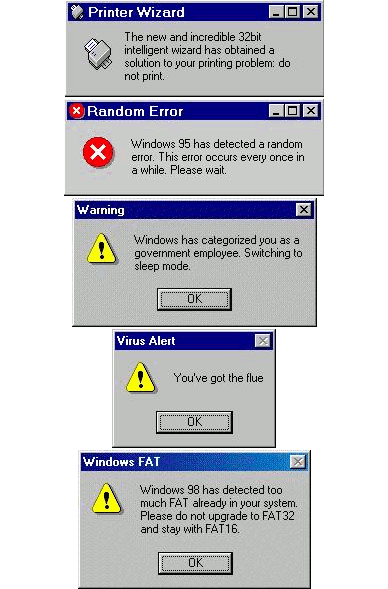 Printer Wizard
The new and incredible 32bit
intelligent wizard has obtained a
solution to your printing problem: do
not print.
Random Error
Windows 95 has detected a random
error. This error occurs every once in
a while. Please wait.
Warning
Windows has categorized you as a
government employee. Switching to
sleep mode.
OK
Virus Alert
You've got the flue
OK
Windows FAT
Windows 98 has detected too
much FAT already in your system.
Please do not upgrade to FAT32
and stay with FAT16.
OK